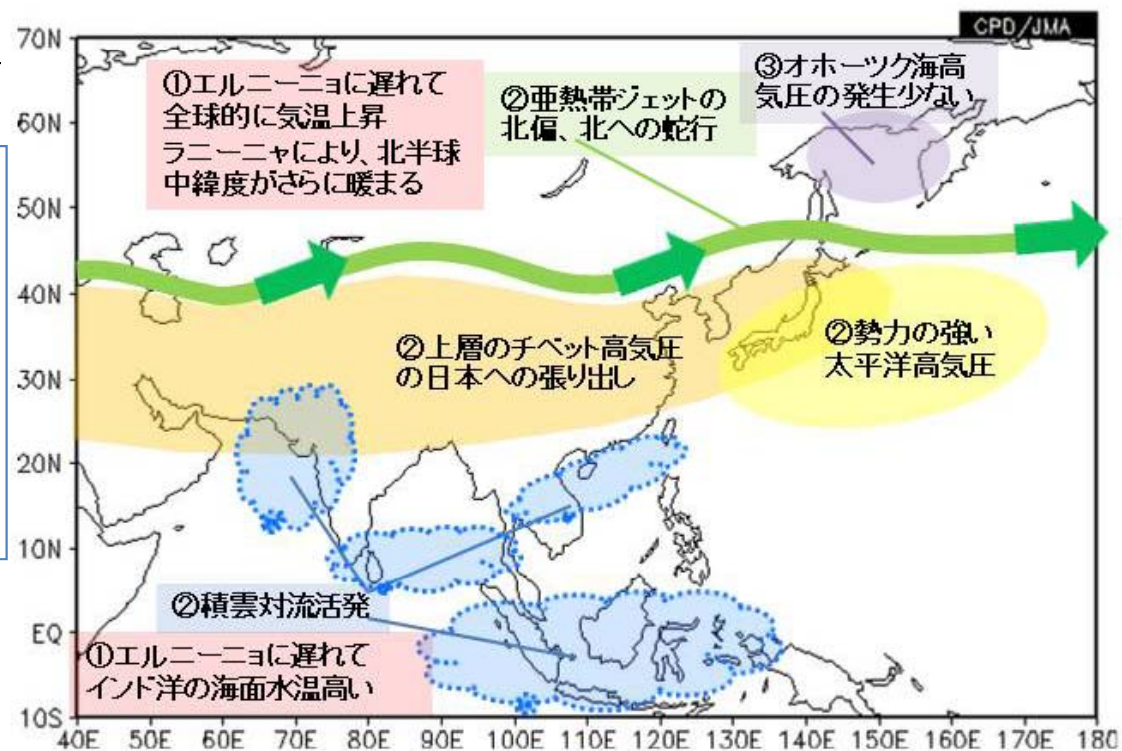 CPD/JMA
70N
60N
50N
40N
30N
20N
10N
EQ
10S
①エルニーニョに遅れて
全球的に気温上昇
ラニーニャにより、北半球
中緯度がさらに暖まる
②亜熱帯ジェットの
北偏、北への蛇行
③オホーツク海高
気圧の発生少ない
②上層のチベット高気圧
の日本への張り出し
②勢力の強い
太平洋高気圧
②積雲対流活発
①エルニーニョに遅れて
インド洋の海面水温高い
40E 50E 60E 70E 80E 90E 100E 110E 120E 130E 140E 150E 160E 170E 180